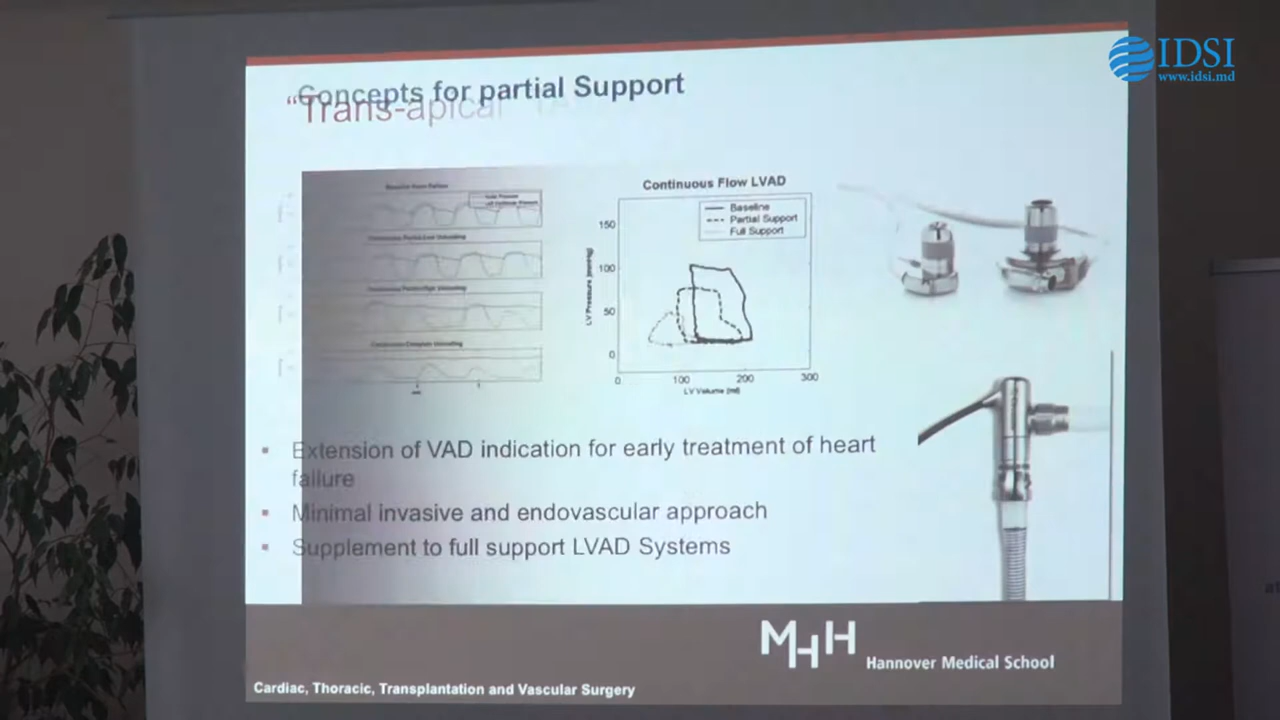 IDSI
www.idsi.md
Concepts for partial Support
"Trans-apical
Continuous Flow LVAD
Baseline
Partial Support
Full Support
150
100
50
0
LV Pressure (mmHg)
0
100
200
300
LV Volume (ml)
▪ Extension of VAD indication for early treatment of heart
failure
▪ Minimal invasive and endovascular approach
▪ Supplement to full support LVAD Systems
MHH
Hannover Medical School
Cardiac, Thoracic, Transplantation and Vascular Surgery